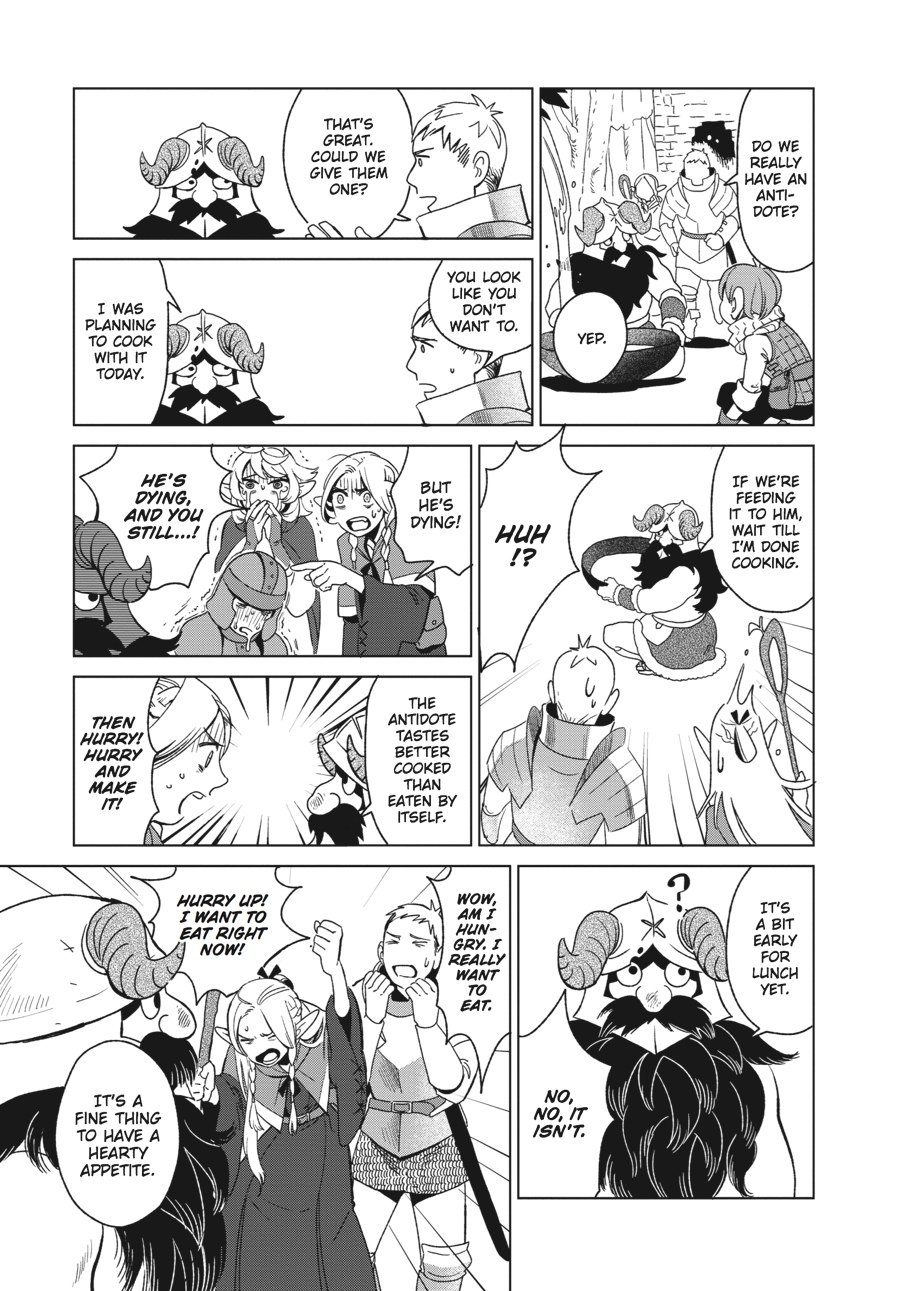 DO WE
REALLY
HAVE AN
ANTI-
DOTE?
YEP.
THAT'S
GREAT.
COULD WE
GIVE THEM
ONE?
YOU LOOK
LIKE YOU
DON'T
WANT TO.
I WAS
PLANNING
TO COOK
WITH IT
TODAY.
IF WE'RE
FEEDING
IT TO HIM,
WAIT TILL
I'M DONE
COOKING.
HUH
!?
BUT
HE'S
DYING!
HE'S
DYING,
AND YOU
STILL...!
THE
ANTIDOTE
TASTES
BETTER
COOKED
THAN
EATEN BY
ITSELF.
THEN
HURRY!
HURRY
AND
MAKE
IT!
IT'S
A BIT
EARLY
FOR
LUNCH
YET.
?
NO,
NO, IT
ISN'T.
WOW,
AM I
HUN-
GRY. I
REALLY
WANT
TO
EAT.
HURRY UP!
I WANT TO
EAT RIGHT
NOW!
IT'S A
FINE THING
TO HAVE A
HEARTY
APPETITE.